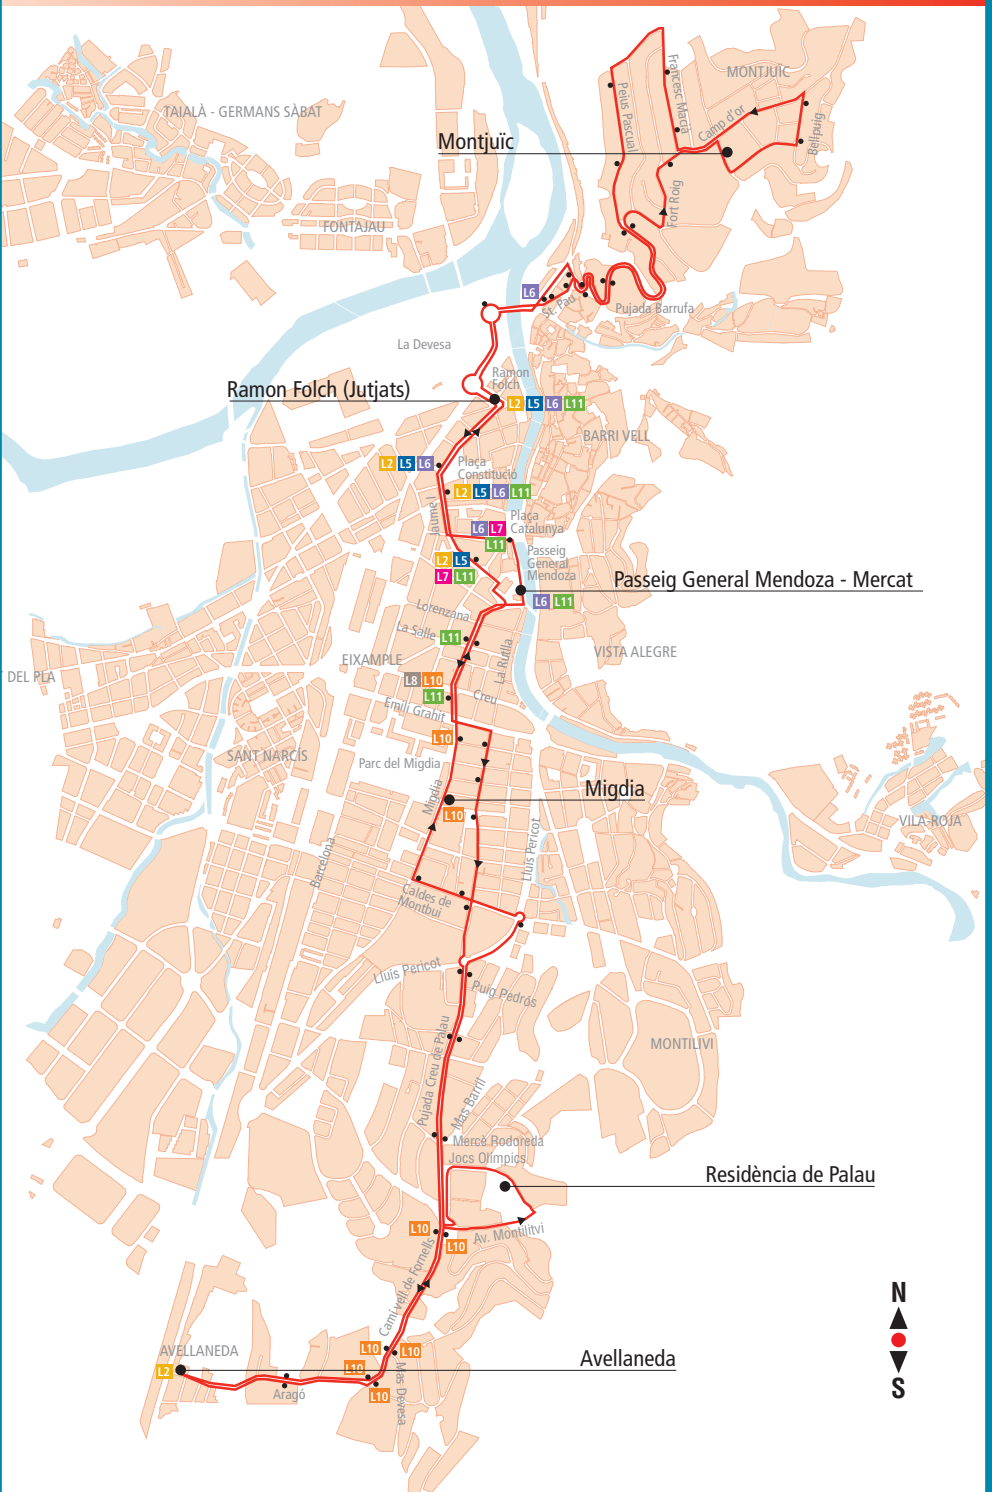 MONTJUÏC
Francesc Macià
Peius Pascual
Camp d'or
Bellpuig
TAIALÀ - GERMANS SÀBAT
Montjuïc
Fort Roig
FONTAJAU
L6
St. Pau
Pujada Barrufa
La Devesa
Ramon
Folch
Ramon Folch (Jutjats)
L2 L5 L6 L11
BARRI VELL
L2 L5 L6
Plaça
Constitució
L2 L5 L6 L11
Jaume I
Plaça
Catalunya
L6 L7
L11
Passeig
General
Mendoza
L2 L5
L7 L11
Passeig General Mendoza - Mercat
L6 L11
Lorenzana
La Salle
L11
La Rutlla
EIXAMPLE
VISTA ALEGRE
T DEL PLA
L8 L10
L11
Creu
Emili Grahit
L10
SANT NARCÍS
Parc del Migdia
Migdia
Migdia
L10
VILA-ROJA
Lluís Pericot
Barcelona
Caldes de
Montbui
Lluís Pericot
Puig Pedrós
Pujada Creu de Palau
MONTILIVI
Mas Barril
Mercè Rodoreda
Jocs Olímpics
Residència de Palau
L10
L10
Av. Montilitvi
Camí vell de Fornells
N
S
AVELLANEDA
L2
L10
L10
L10
L10
Avellaneda
Aragó
Mas Devesa